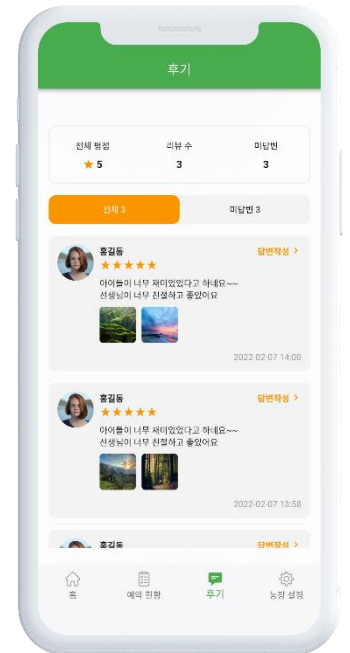 후기
전체 평점
리뷰 수
미답변
★ 5
3
3
전체 3
미답변 3
홍길동
답변작성 >
★★★★★
아이들이 너무 재미있었다고 하네요~~
선생님이 너무 친절하고 좋았어요
2022-02-07 14:00
홍길동
답변작성 >
★★★★★
아이들이 너무 재미있었다고 하네요~~
선생님이 너무 친절하고 좋았어요
2022-02-07 13:58
홍길동
답변작성 >
홈
예약 현황
후기
농장 설정